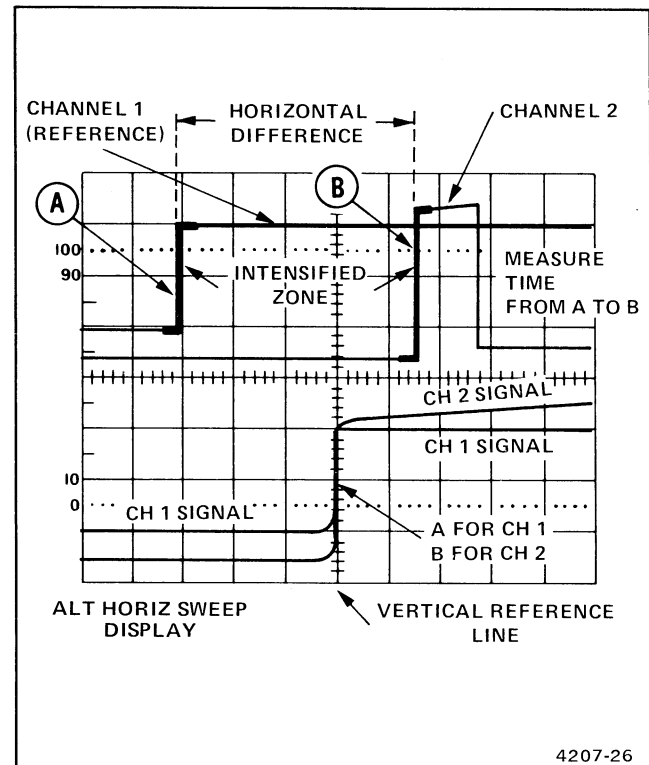 CHANNEL 1
(REFERENCE)
HORIZONTAL
DIFFERENCE
CHANNEL 2
A
B
100
90
INTENSIFIED
ZONE
MEASURE
TIME
FROM A TO B
CH 2 SIGNAL
CH 1 SIGNAL
10
0
CH 1 SIGNAL
A FOR CH 1
B FOR CH 2
ALT HORIZ SWEEP
DISPLAY
VERTICAL REFERENCE
LINE
4207-26